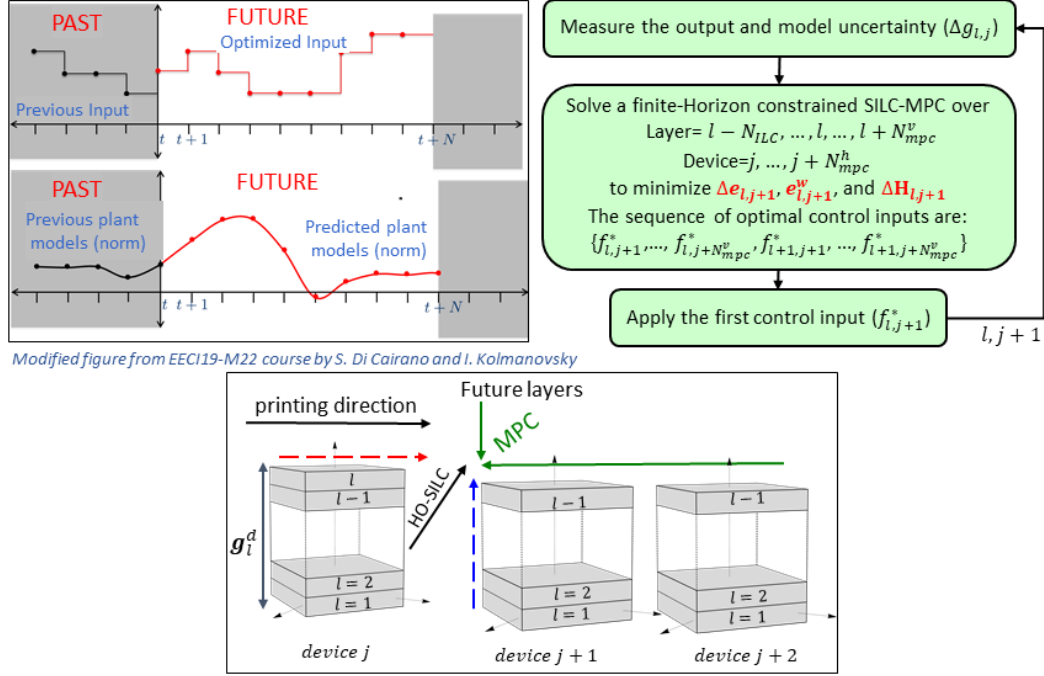 PAST
FUTURE
Optimized Input
Previous Input
t t + 1
t + N
PAST
FUTURE
Previous plant
models (norm)
Predicted plant
models (norm)
t t + 1
t + N
Modified figure from EECI19-M22 course by S. Di Cairano and I. Kolmanovsky
Measure the output and model uncertainty (Δg_{l,j})
Solve a finite-Horizon constrained SILC-MPC over
Layer= l − N_{ILC}, … , l, … , l + N^v_{mpc}
Device=j, … , j + N^h_{mpc}
to minimize Δe_{l,j+1}, e^w_{l,j+1}, and ΔH_{l,j+1}
The sequence of optimal control inputs are:
{f^*_{l,j+1},…, f^*_{l,j+N^v_{mpc}}, f^*_{l+1,j+1}, …, f^*_{l+1,j+N^v_{mpc}}}
Apply the first control input (f^*_{l,j+1})
l, j + 1
printing direction
Future layers
MPC
HO-SILC
g^d_l
l
l − 1
l = 2
l = 1
device j
l − 1
l = 2
l = 1
device j + 1
l − 1
l = 2
l = 1
device j + 2